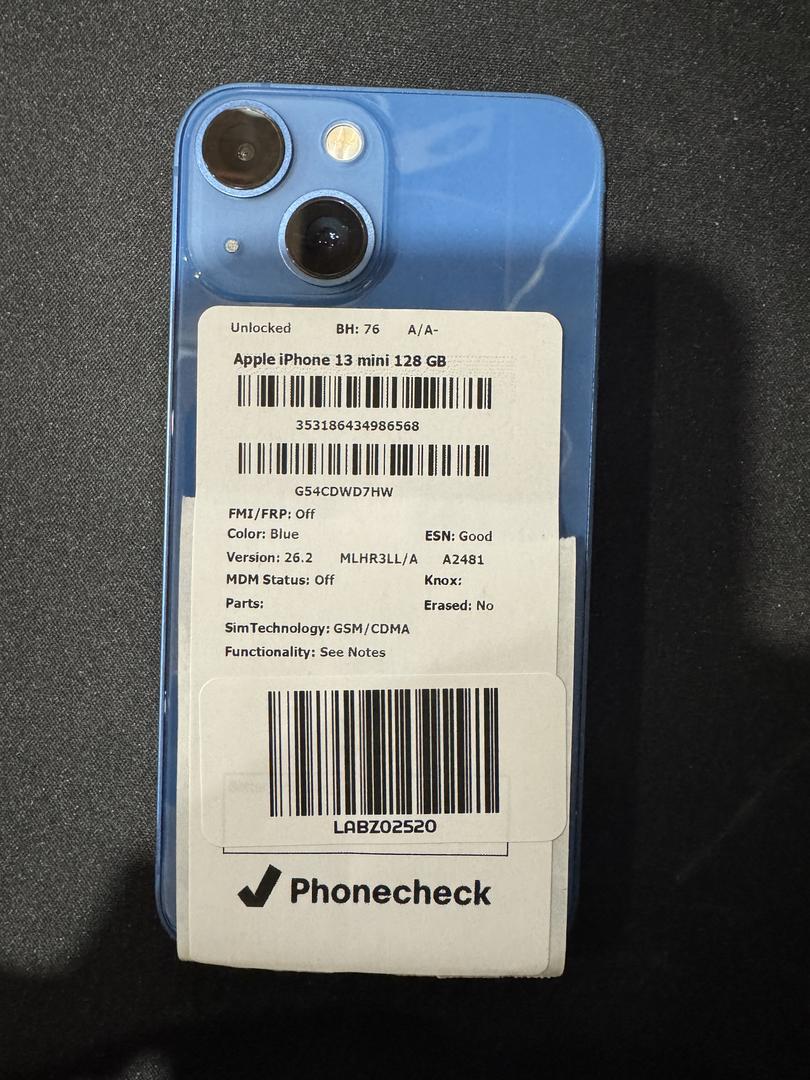 Unlocked BH: 76 A/A-
Apple iPhone 13 mini 128 GB
353186434986568
G54CDWD7HW
FMI/FRP: Off
Color: Blue ESN: Good
Version: 26.2 MLHR3LL/A A2481
MDM Status: Off Knox:
Parts: Erased: No
SimTechnology: GSM/CDMA
Functionality: See Notes
LABZ02520
Phonecheck